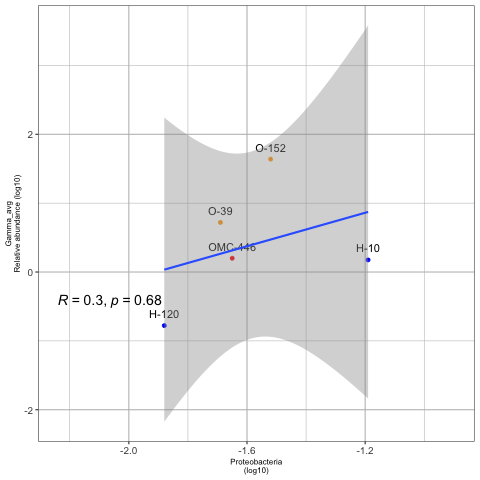 Gamma_avg
Relative abundance (log10)
2
0
-2
O-152
O-39
OMC-446
H-10
R = 0.3, p = 0.68
H-120
-2.0
-1.6
-1.2
Proteobacteria
(log10)